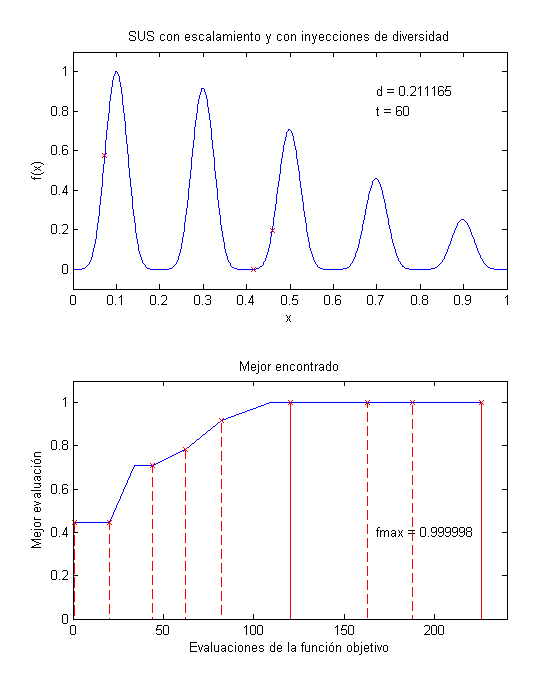 SUS con escalamiento y con inyecciones de diversidad
1
0.8
0.6
0.4
0.2
0
f(x)
d = 0.211165
t = 60
0 0.1 0.2 0.3 0.4 0.5 0.6 0.7 0.8 0.9 1
x
Mejor encontrado
1
0.8
0.6
0.4
0.2
0
Mejor evaluación
fmax = 0.999998
0 50 100 150 200
Evaluaciones de la función objetivo